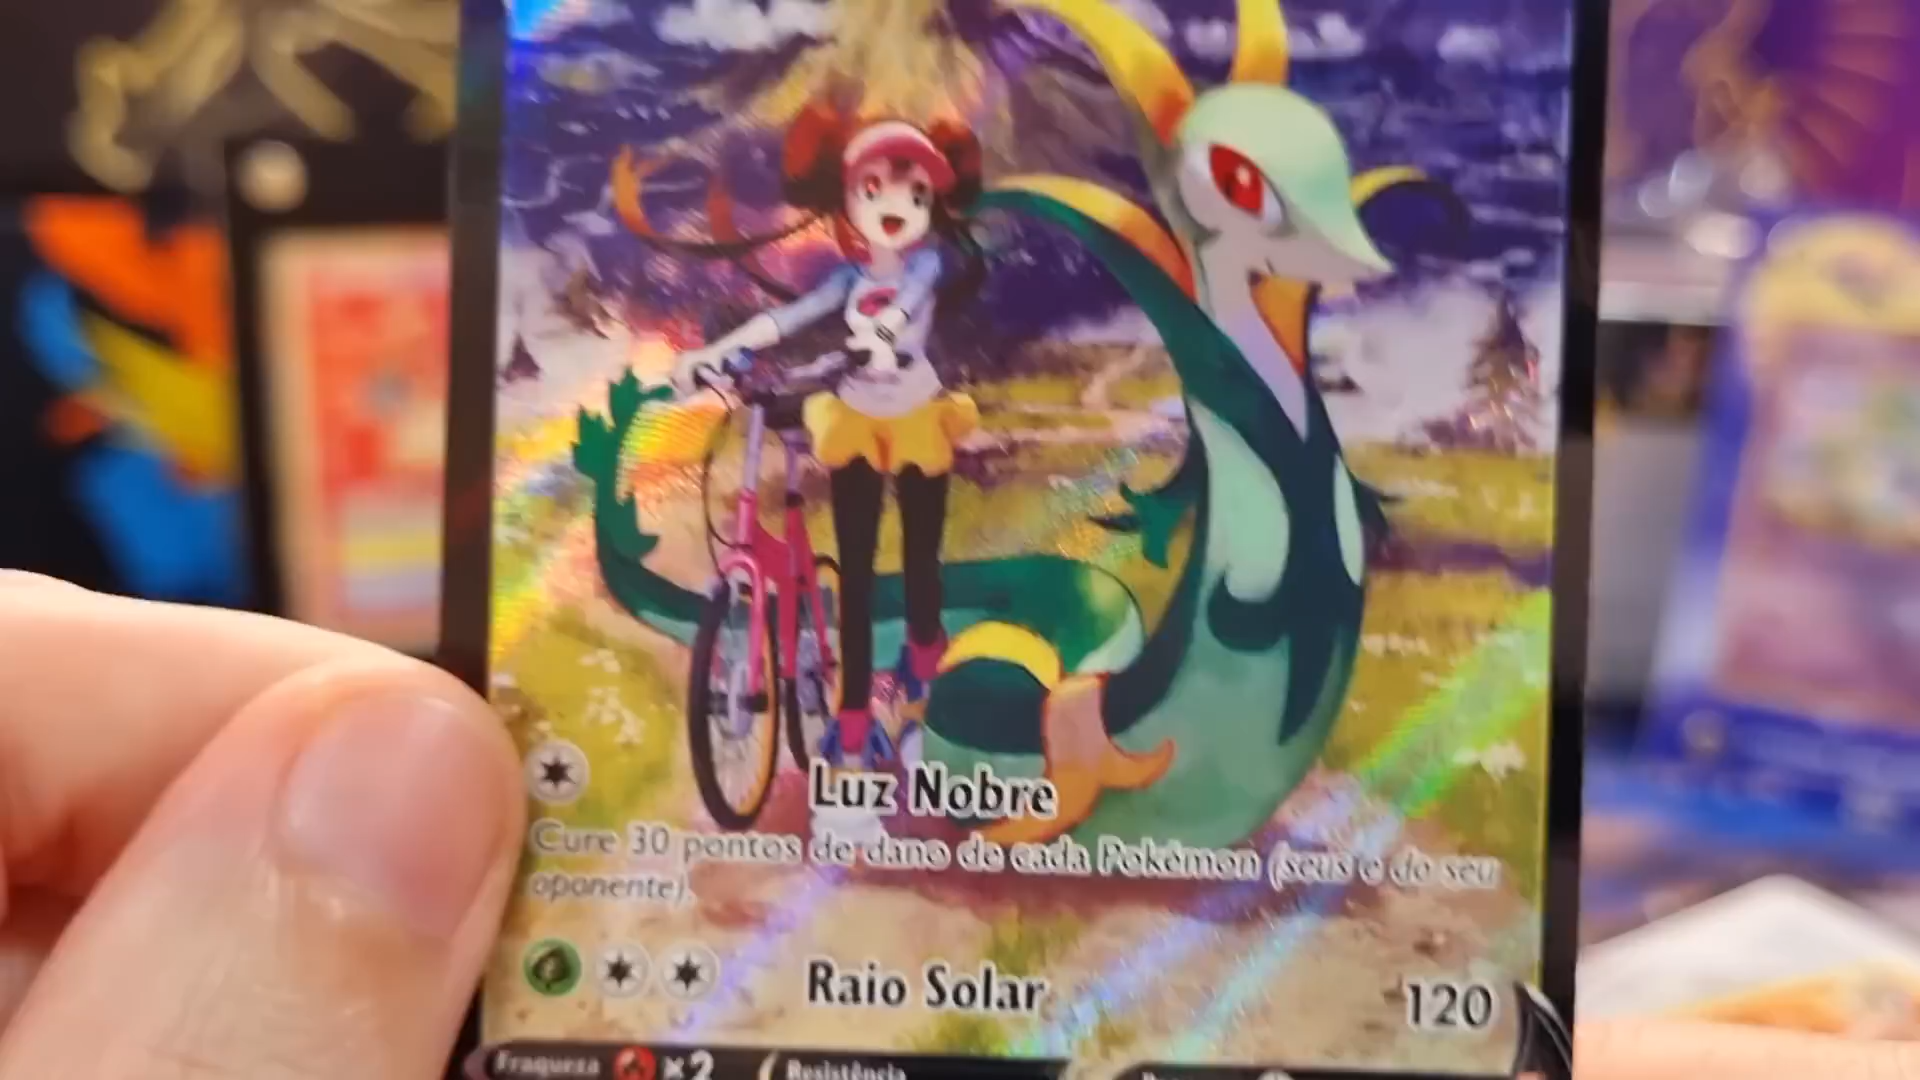 Luz Nobre
Cure 30 pontos de dano de cada Pokémon (seus e do seu
oponente).
Raio Solar 120
Fraqueza x2 Resistência